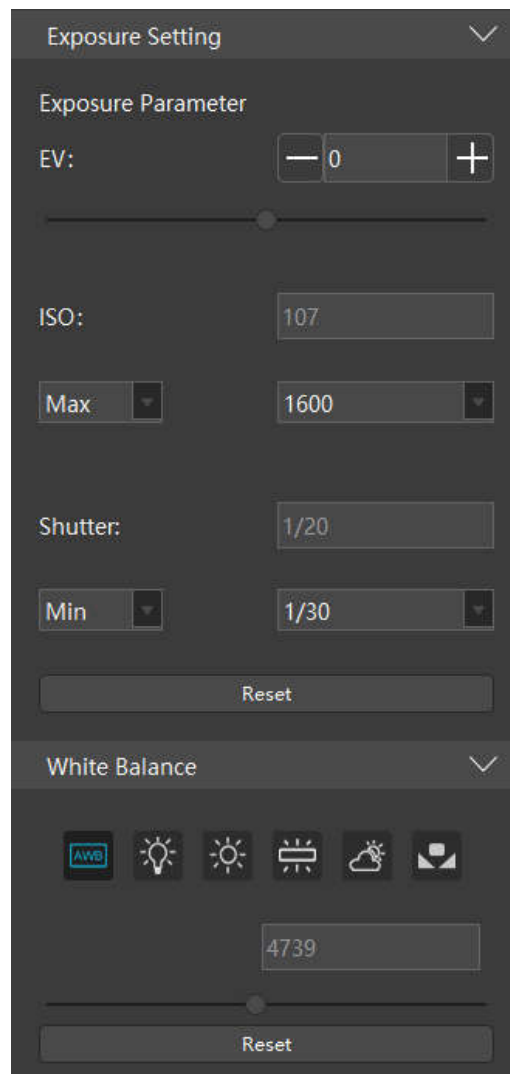 Exposure Setting
Exposure Parameter
EV: 0
ISO: 107
Max 1600
Shutter: 1/20
Min 1/30
Reset
White Balance
AWB
4739
Reset